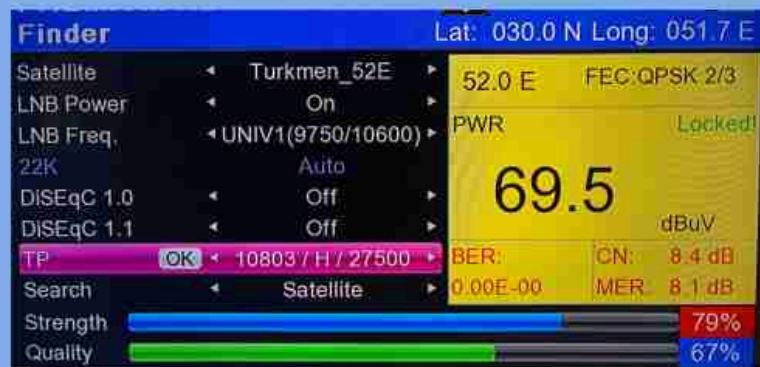 Finder Lat: 030.0 N Long: 051.7 E
Satellite Turkmen_52E
LNB Power On
LNB Freq. UNIV1(9750/10600)
22K Auto
DiSEqC 1.0 Off
DiSEqC 1.1 Off
TP OK 10803 / H / 27500
Search Satellite
52.0 E FEC:QPSK 2/3
PWR Locked!
69.5
dBuV
BER: CN: 8.4 dB
0.00E-00 MER: 8.1 dB
Strength 79%
Quality 67%